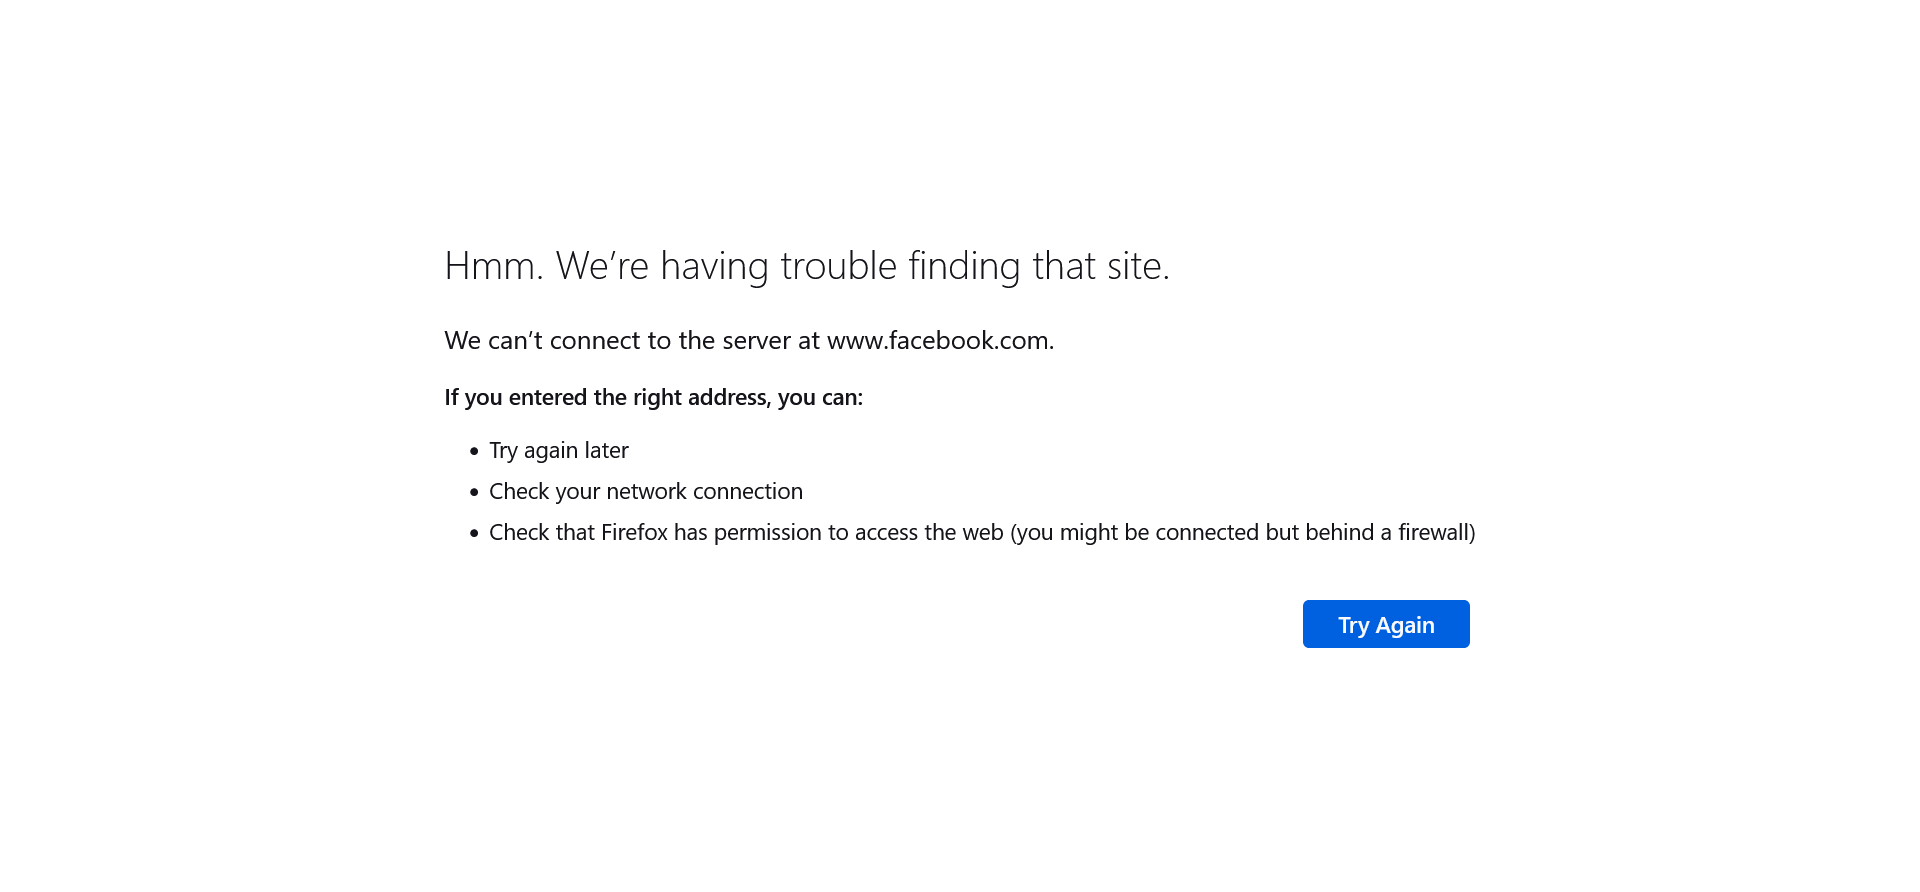 Hmm. We’re having trouble finding that site.
We can’t connect to the server at www.facebook.com.
If you entered the right address, you can:
• Try again later
• Check your network connection
• Check that Firefox has permission to access the web (you might be connected but behind a firewall)
Try Again